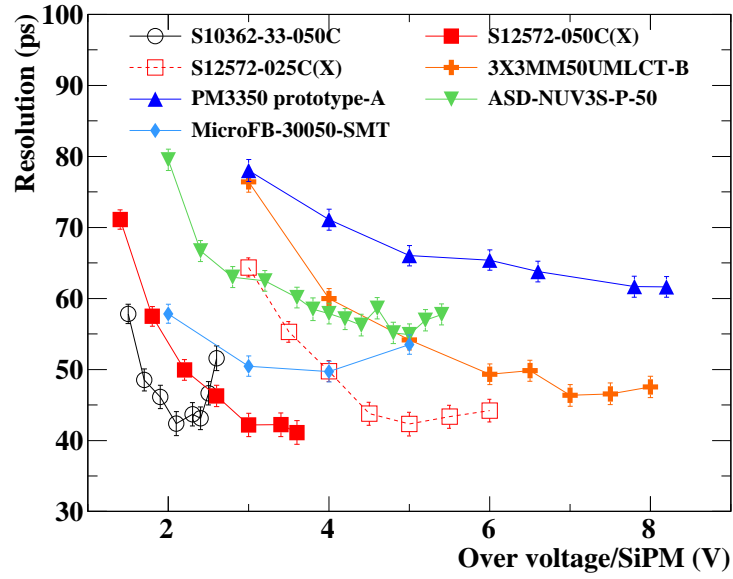 Resolution (ps)
100
90
80
70
60
50
40
30
S10362-33-050C
S12572-050C(X)
S12572-025C(X)
3X3MM50UMLCT-B
PM3350 prototype-A
ASD-NUV3S-P-50
MicroFB-30050-SMT
2
4
6
8
Over voltage/SiPM (V)